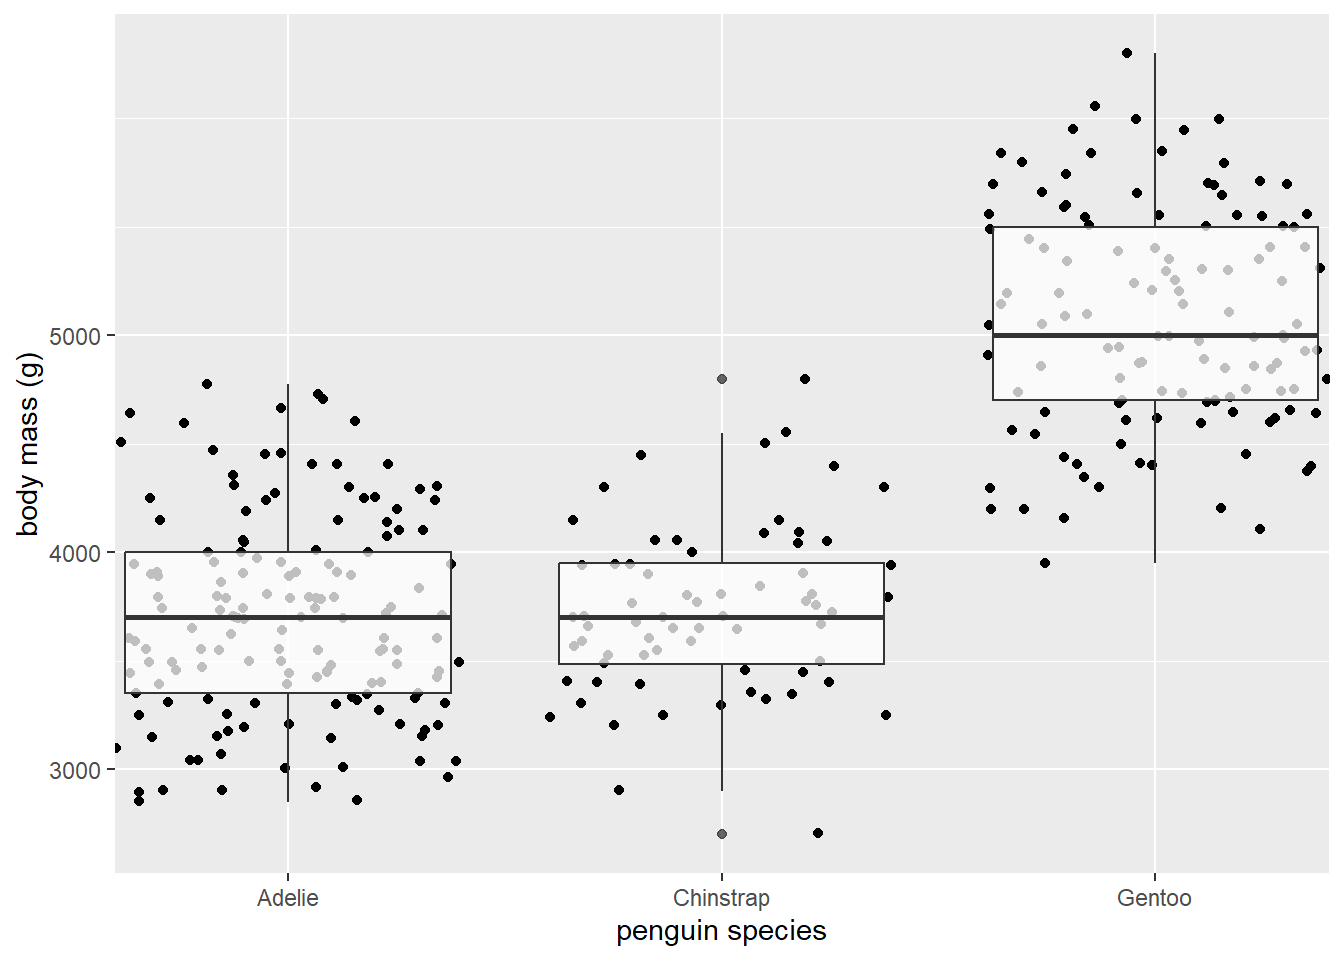 body mass (g)
5000
4000
3000
Adelie
Chinstrap
Gentoo
penguin species